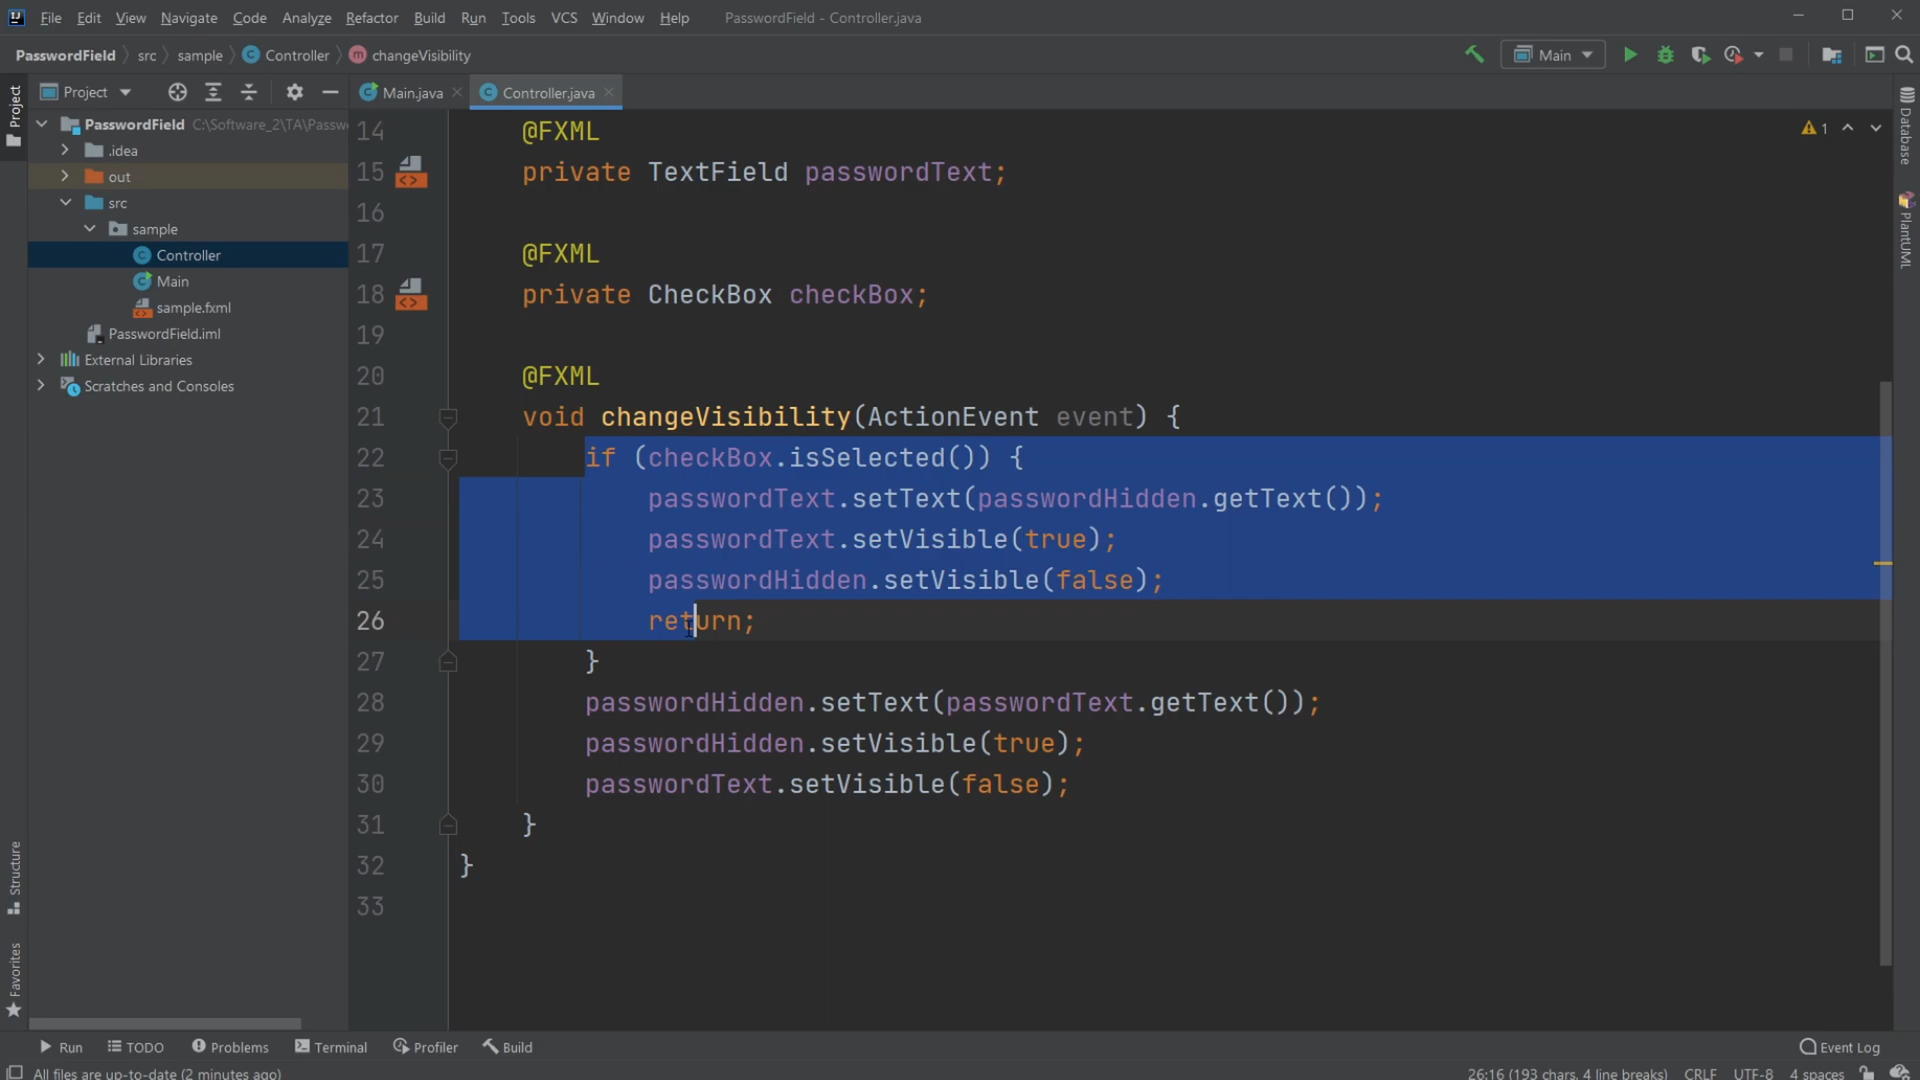 File Edit View Navigate Code Analyze Refactor Build Run Tools VCS Window Help PasswordField - Controller.java
PasswordField src sample Controller changeVisibility Main
Project Main.java Controller.java
PasswordField C:\Software_2\TA\Passw
.idea
out
src
sample
Controller
Main
sample.fxml
PasswordField.iml
External Libraries
Scratches and Consoles
Project
Structure
Favorites
14 @FXML
15 private TextField passwordText;
16
17 @FXML
18 private CheckBox checkBox;
19
20 @FXML
21 void changeVisibility(ActionEvent event) {
22 if (checkBox.isSelected()) {
23 passwordText.setText(passwordHidden.getText());
24 passwordText.setVisible(true);
25 passwordHidden.setVisible(false);
26 return;
27 }
28 passwordHidden.setText(passwordText.getText());
29 passwordHidden.setVisible(true);
30 passwordText.setVisible(false);
31 }
32 }
33
1
Database
PlantUML
Run TODO Problems Terminal Profiler Build Event Log
All files are up-to-date (2 minutes ago) 26:16 (193 chars, 4 line breaks) CRLF UTF-8 4 spaces